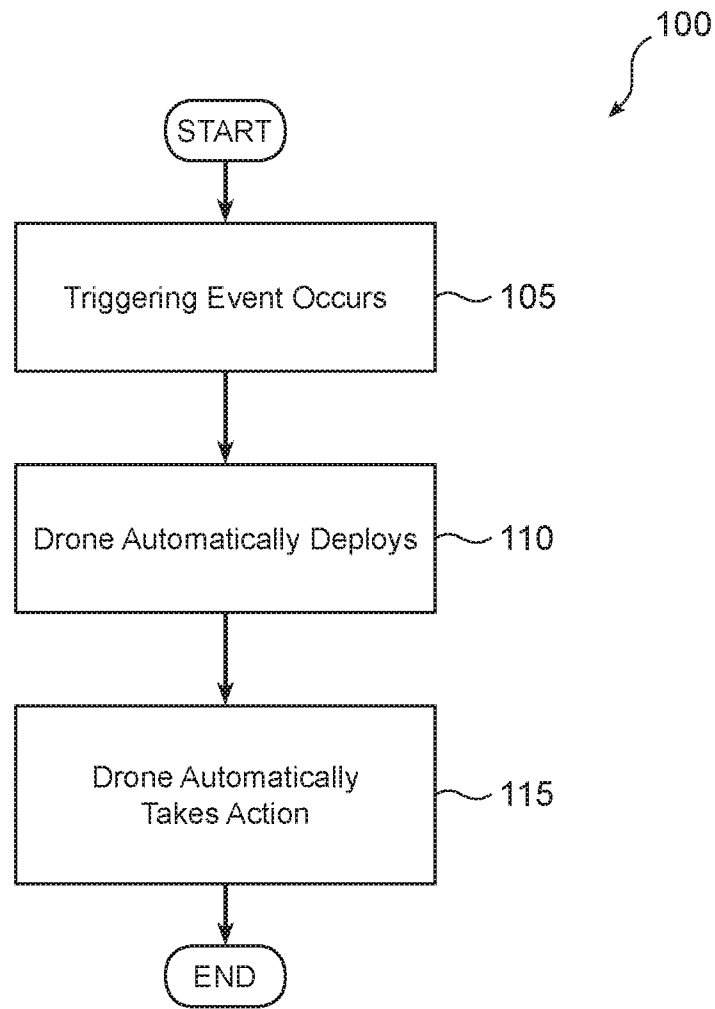 100
START
Triggering Event Occurs
105
Drone Automatically Deploys
110
Drone Automatically
Takes Action
115
END